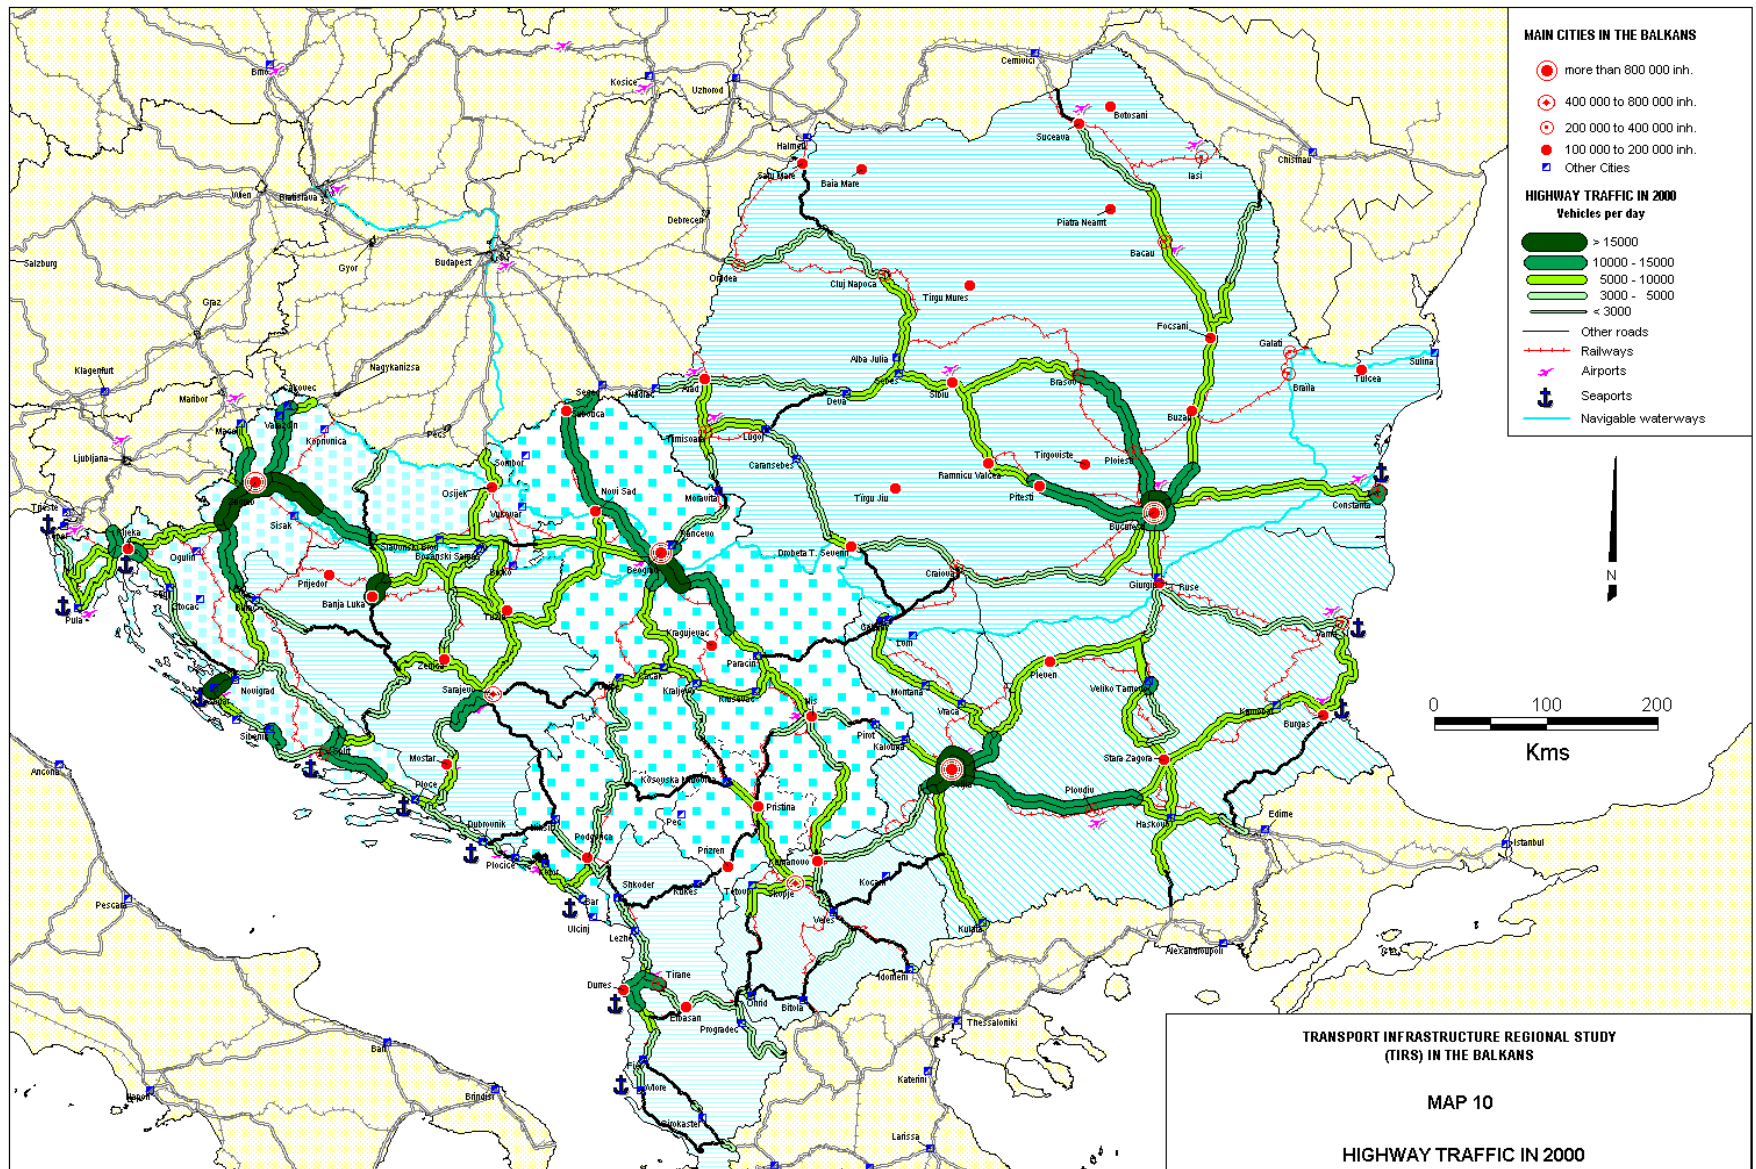 MAIN CITIES IN THE BALKANS
more than 800 000 inh.
400 000 to 800 000 inh.
200 000 to 400 000 inh.
100 000 to 200 000 inh.
Other Cities
HIGHWAY TRAFFIC IN 2000
Vehicles per day
> 15000
10000 - 15000
5000 - 10000
3000 - 5000
< 3000
Other roads
Railways
Airports
Seaports
Navigable waterways
N
0 100 200
Kms
TRANSPORT INFRASTRUCTURE REGIONAL STUDY
(TIRS) IN THE BALKANS
MAP 10
HIGHWAY TRAFFIC IN 2000
Brno
Kosice
Uzhorod
Cernivici
Botosani
Suceava
Halmeu
Satu Mare
Baia Mare
Iasi
Chisinau
Wien
Bratislava
Debrecen
Piatra Neamt
Salzburg
Gyor
Budapest
Oradea
Cluj Napoca
Bacau
Tirgu Mures
Graz
Focsani
Galati
Sulina
Klagenfurt
Nagykanizsa
Alba Julia
Sebes
Sibiu
Brasov
Tulcea
Braila
Maribor
Cakovec
Nadlac
Deva
Varazdin
Koprivnica
Pecs
Timisoara
Lugoj
Buzau
Ljubljana
Sombor
Caransebes
Tirgoviste
Ploiesti
Ramnicu Valcea
Osijek
Novi Sad
Moravita
Tirgu Jiu
Pitesti
Constanta
Trieste
Sisak
Vukovar
Bucuresti
Ogulin
Slavonski Brod
Bosanski Samac
Pancevo
Drobeta T. Severin
Beograd
Brcko
Craiova
Prijedor
Giurgiu
Ruse
Otocac
Banja Luka
Tuzla
Pula
Kragujevac
Lom
Varna
Paracin
Zenica
Pleven
Cacak
Kraljevo
Krusevac
Sarajevo
Novigrad
Montana
Veliko Tarnovo
Nis
Vraca
Burgas
Sibenik
Pirot
Kalotina
Split
Mostar
Stara Zagora
Ancona
Kosovska Mitrovica
Ploce
Pristina
Plovdiv
Pec
Haskovo
Edirne
Dubrovnik
Podgorica
Istanbul
Plocice
Prizren
Kumanovo
Shkoder
Kukes
Tetovo
Skopje
Kocani
Pescara
Bar
Ulcinj
Veles
Kulata
Lezhe
Alexandroupoli
Tirane
Idomeni
Durres
Ohrid
Bitola
Elbasan
Progradec
Thessaloniki
Bari
Vlore
Katerini
Napoli
Brindisi
Girokaster
Larissa